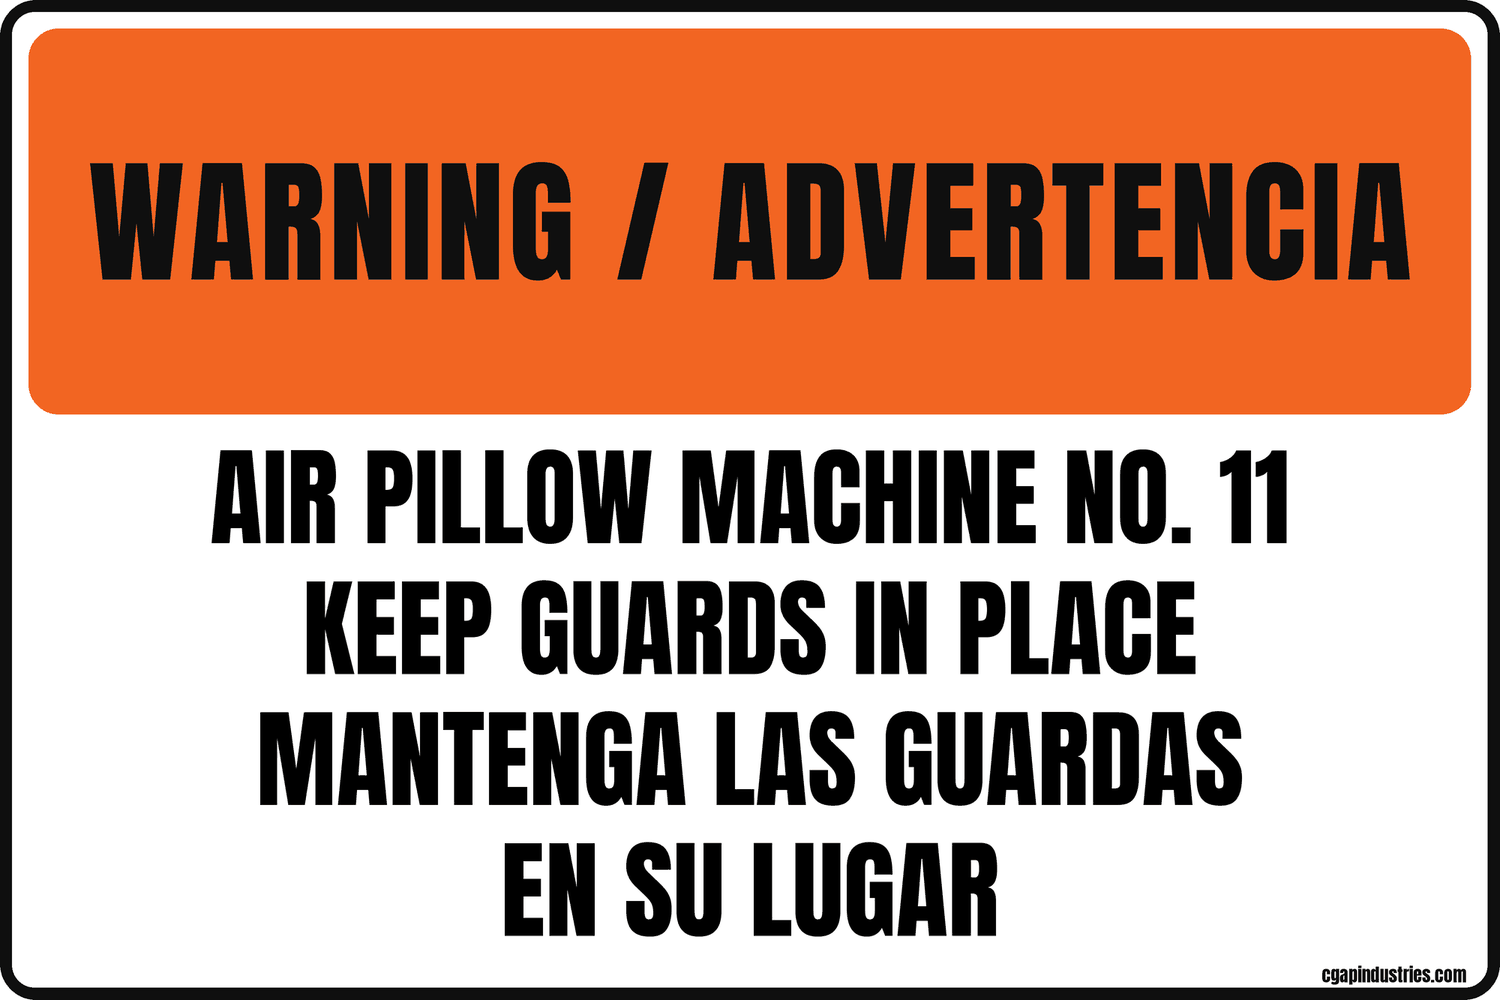 WARNING / ADVERTENCIA
AIR PILLOW MACHINE NO. 11
KEEP GUARDS IN PLACE
MANTENGA LAS GUARDAS
EN SU LUGAR
cgapindustries.com